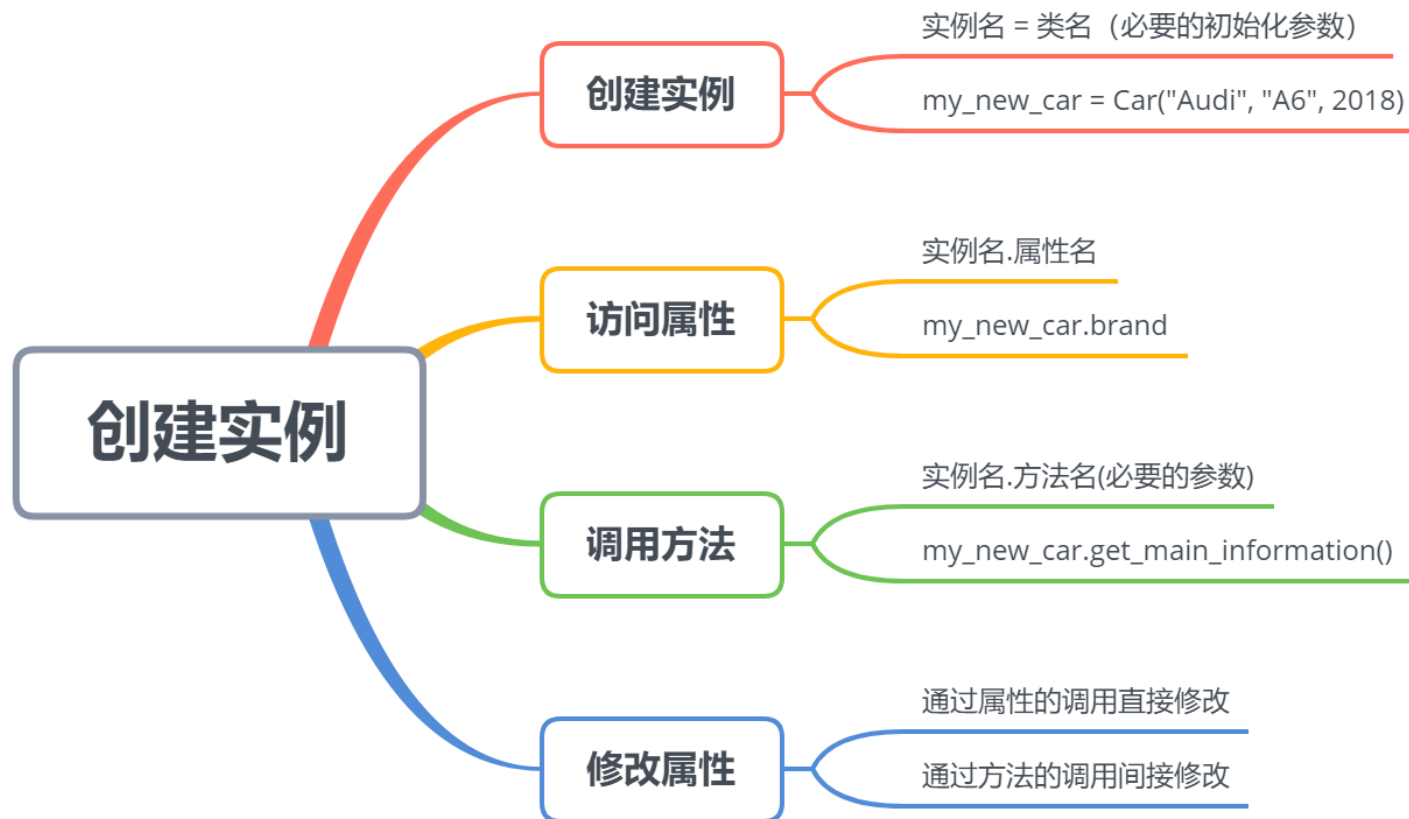 创建实例
创建实例
实例名 = 类名（必要的初始化参数）
my_new_car = Car("Audi", "A6", 2018)
访问属性
实例名.属性名
my_new_car.brand
调用方法
实例名.方法名(必要的参数)
my_new_car.get_main_information()
修改属性
通过属性的调用直接修改
通过方法的调用间接修改